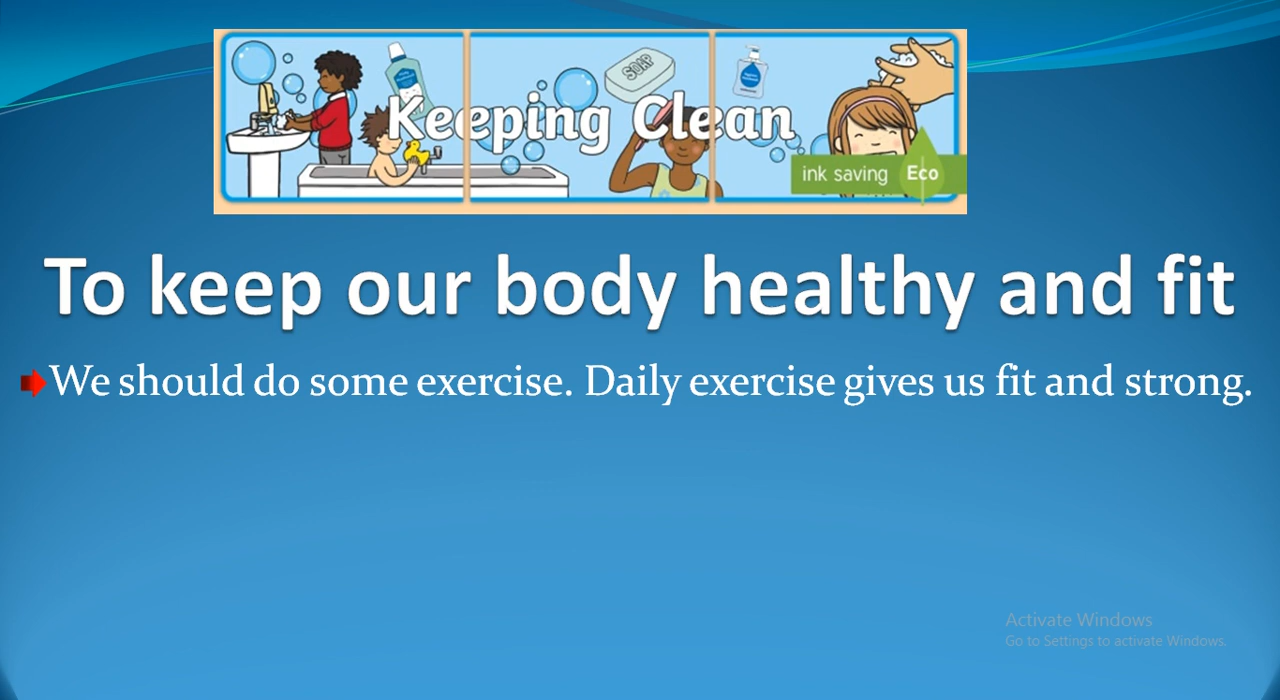 SOAP
Keeping Clean
ink saving Eco
To keep our body healthy and fit
We should do some exercise. Daily exercise gives us fit and strong.
Activate Windows
Go to Settings to activate Windows.